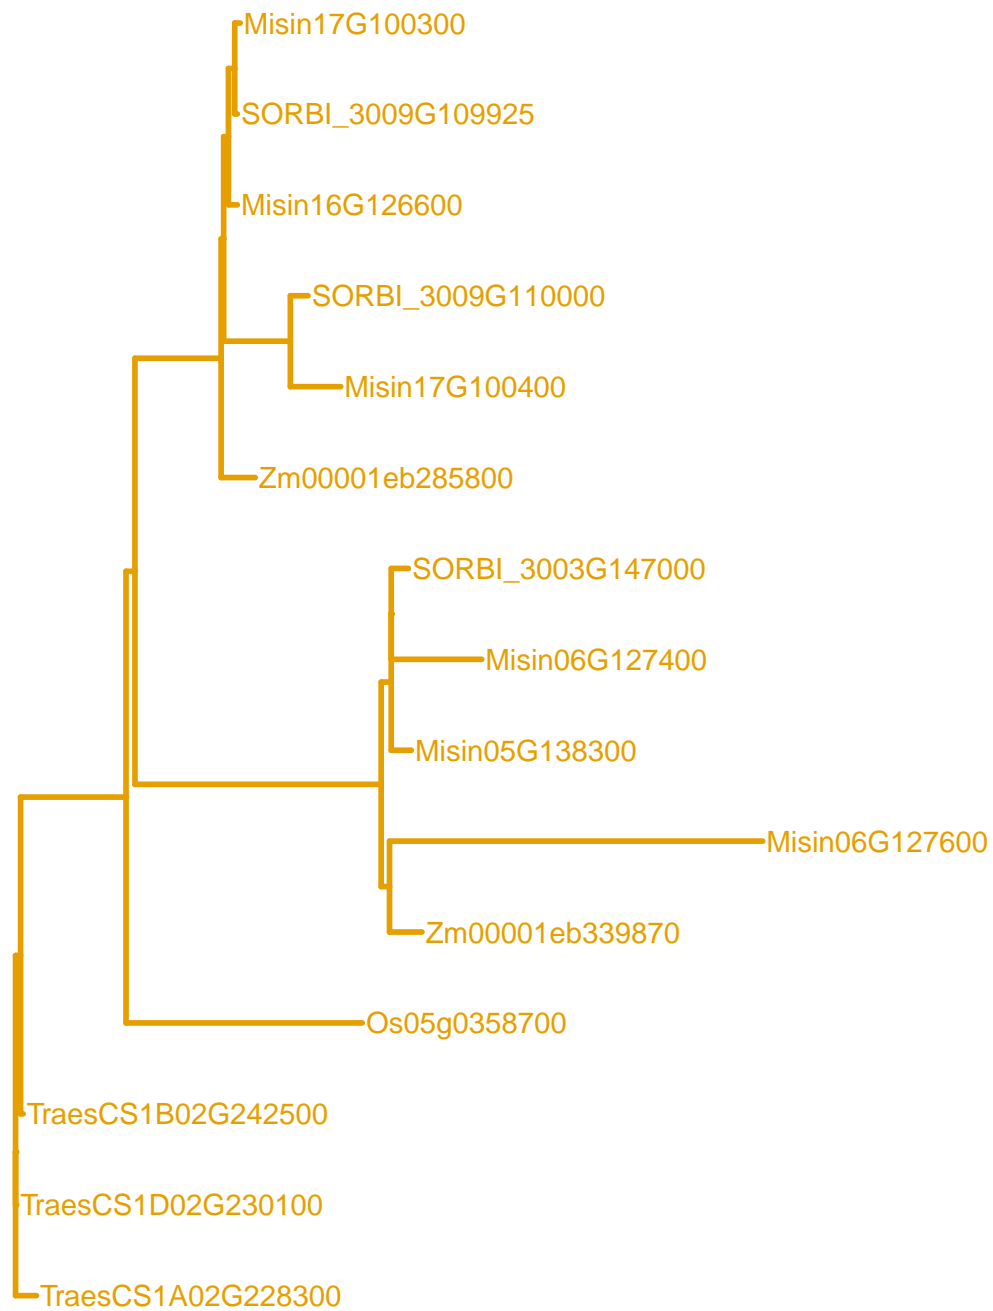 Misin17G100300
SORBI_3009G109925
Misin16G126600
SORBI_3009G110000
Misin17G100400
Zm00001eb285800
SORBI_3003G147000
Misin06G127400
Misin05G138300
Misin06G127600
Zm00001eb339870
Os05g0358700
TraesCS1B02G242500
TraesCS1D02G230100
TraesCS1A02G228300